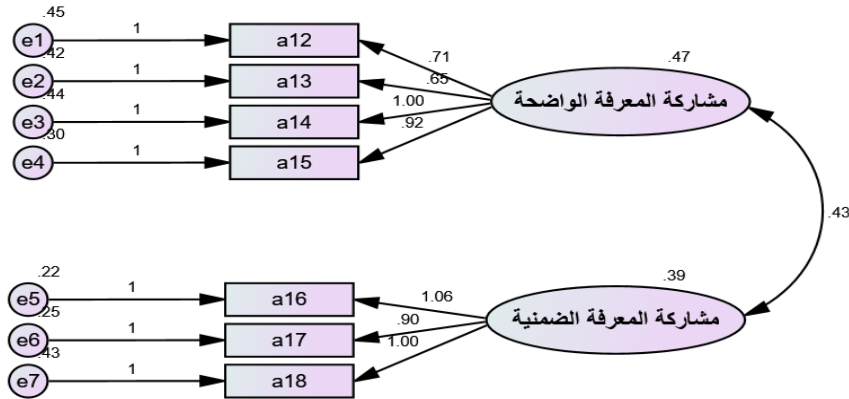 .45
e1 1 a12 .71 .47
.42
e2 1 a13 .65
مشاركة المعرفة الواضحة
.44
e3 1 a14 1.00
.30
e4 1 a15 .92
.43
.22
e5 1 a16 1.06 .39
.25
e6 1 a17 .90
مشاركة المعرفة الضمنية
.43
e7 1 a18 1.00